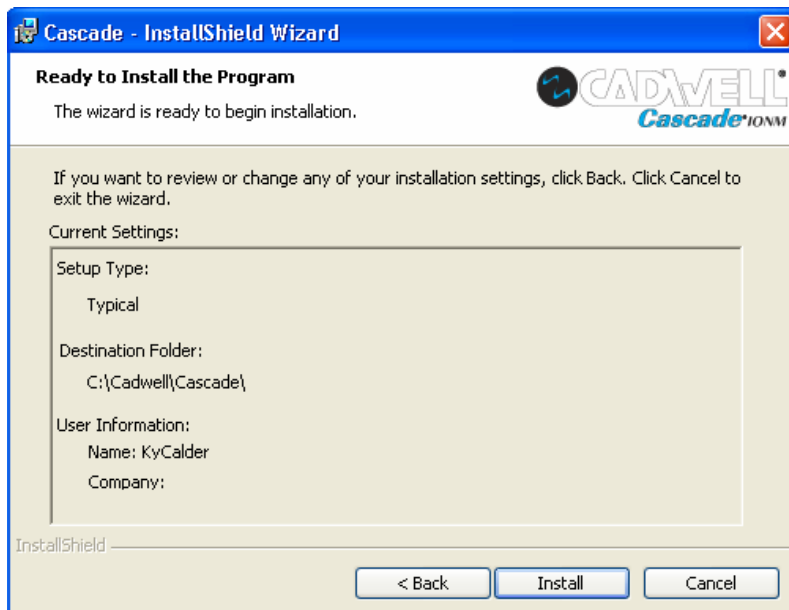 Cascade - InstallShield Wizard
Ready to Install the Program
The wizard is ready to begin installation.
CADWELL
Cascade IONM
If you want to review or change any of your installation settings, click Back. Click Cancel to
exit the wizard.
Current Settings:
Setup Type:
Typical
Destination Folder:
C:\Cadwell\Cascade\
User Information:
Name: KyCalder
Company:
InstallShield
< Back
Install
Cancel